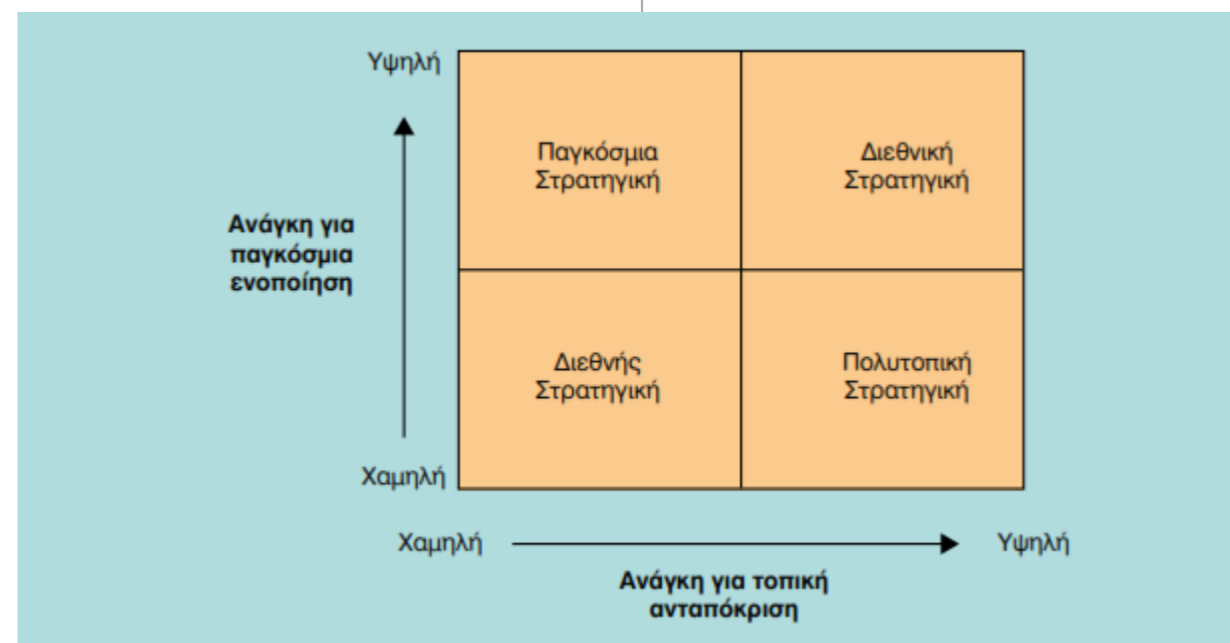 Υψηλή
Παγκόσμια
Στρατηγική
Διεθνική
Στρατηγική
Ανάγκη για
παγκόσμια
ενοποίηση
Διεθνής
Στρατηγική
Πολυτοπική
Στρατηγική
Χαμηλή
Χαμηλή
Υψηλή
Ανάγκη για τοπική
ανταπόκριση